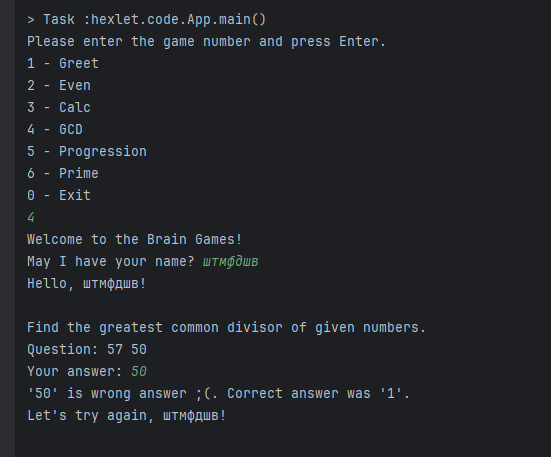 > Task :hexlet.code.App.main()
Please enter the game number and press Enter.
1 - Greet
2 - Even
3 - Calc
4 - GCD
5 - Progression
6 - Prime
0 - Exit
4
Welcome to the Brain Games!
May I have your name? штмфдшв
Hello, штмфдшв!
Find the greatest common divisor of given numbers.
Question: 57 50
Your answer: 50
'50' is wrong answer ;(. Correct answer was '1'.
Let's try again, штмфдшв!